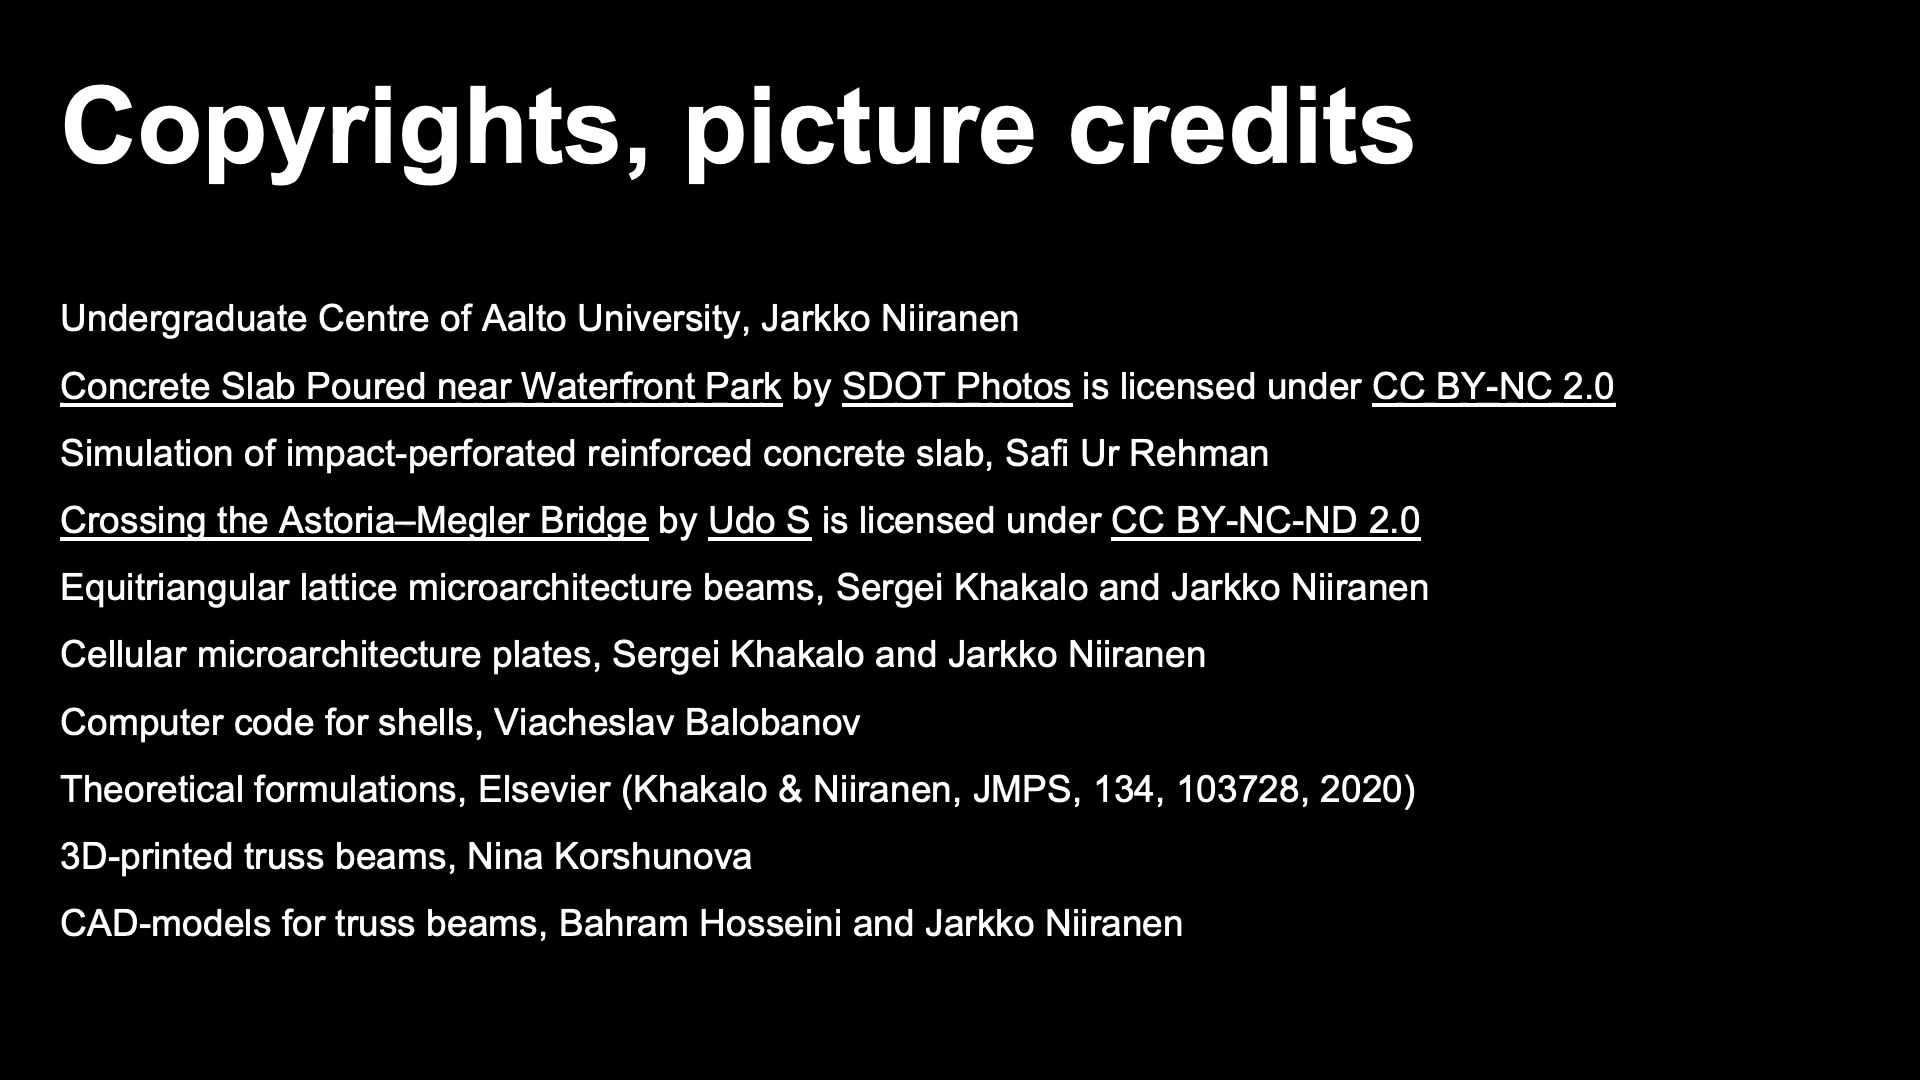 Copyrights, picture credits
Undergraduate Centre of Aalto University, Jarkko Niiranen
Concrete Slab Poured near Waterfront Park by SDOT Photos is licensed under CC BY-NC 2.0
Simulation of impact-perforated reinforced concrete slab, Safi Ur Rehman
Crossing the Astoria–Megler Bridge by Udo S is licensed under CC BY-NC-ND 2.0
Equitriangular lattice microarchitecture beams, Sergei Khakalo and Jarkko Niiranen
Cellular microarchitecture plates, Sergei Khakalo and Jarkko Niiranen
Computer code for shells, Viacheslav Balobanov
Theoretical formulations, Elsevier (Khakalo & Niiranen, JMPS, 134, 103728, 2020)
3D-printed truss beams, Nina Korshunova
CAD-models for truss beams, Bahram Hosseini and Jarkko Niiranen